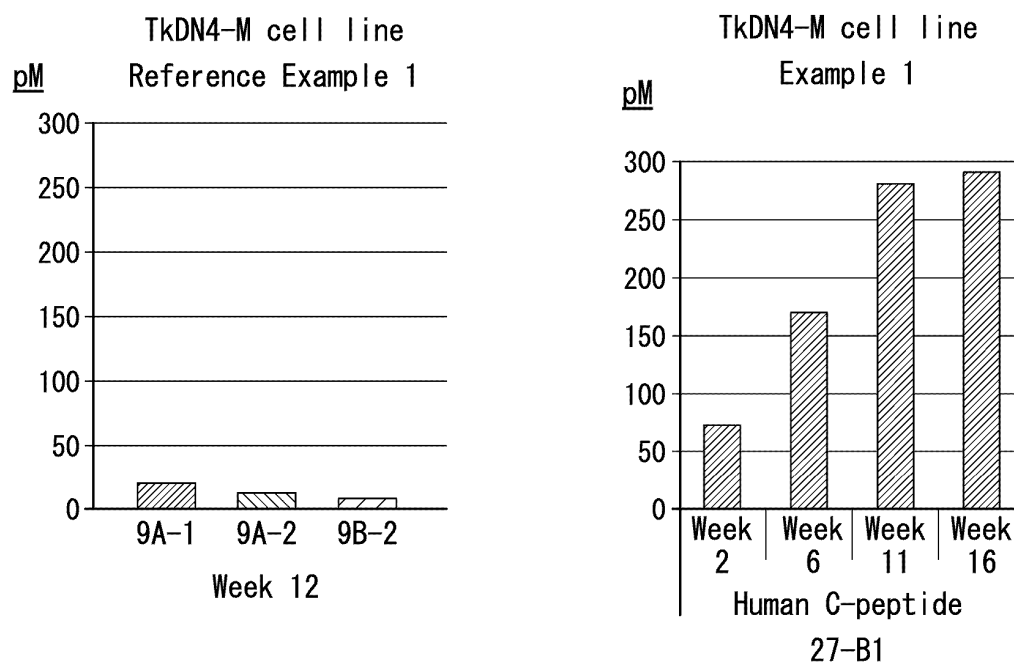 TkDN4-M cell line
Reference Example 1
pM
300
250
200
150
100
50
0
9A-1 9A-2 9B-2
Week 12
TkDN4-M cell line
Example 1
pM
300
250
200
150
100
50
0
Week Week Week Week
2 6 11 16
Human C-peptide
27-B1